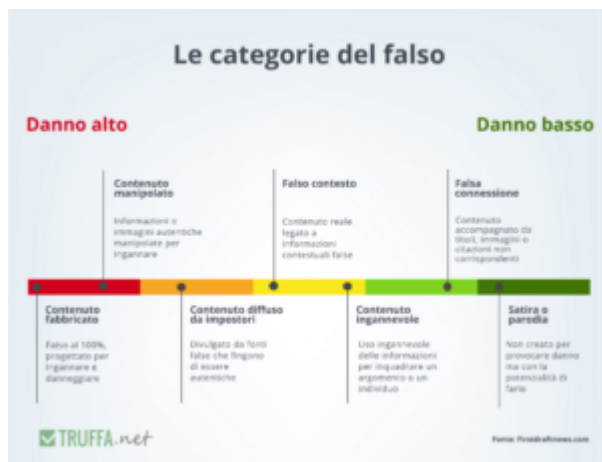 Le categorie del falso
Danno alto
Danno basso
Contenuto
manipolato
Informazioni o
immagini autentiche
manipolate per
ingannare
Falso contesto
Contenuto reale
legato a
informazioni
contestuali false
Falsa
connessione
Contenuto
accompagnato da
titoli, immagini o
citazioni non
corrispondenti
Contenuto
fabbricato
Falso al 100%,
progettato per
ingannare e
danneggiare
Contenuto diffuso
da impostori
Divulgato da fonti
false che fingono
di essere
autentiche
Contenuto
ingannevole
Uso ingannevole
delle informazioni
per inquadrare un
argomento o un
individuo
Satira o
parodia
Non creato per
provocare danno
ma con la
potenzialità di
farlo
TRUFFA.net
Fonte: Firstdraftnews.com